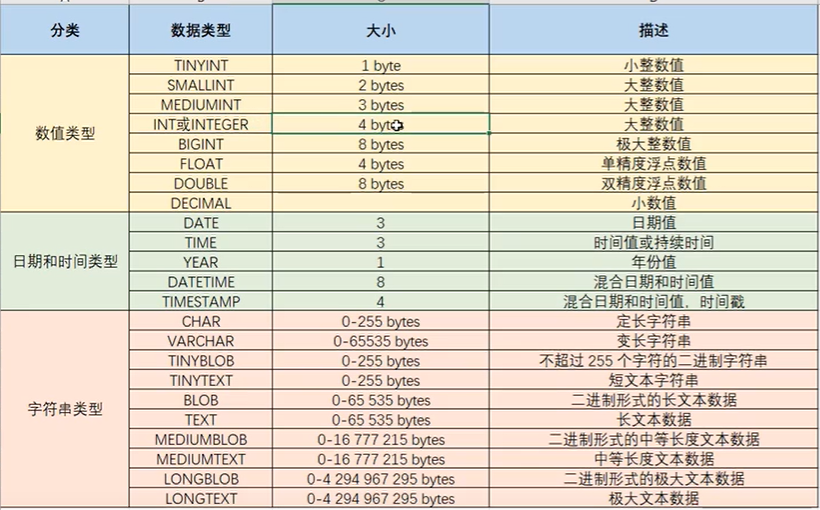 分类 数据类型 大小 描述
数值类型
TINYINT 1 byte 小整数值
SMALLINT 2 bytes 大整数值
MEDIUMINT 3 bytes 大整数值
INT或INTEGER 4 bytes 大整数值
BIGINT 8 bytes 极大整数值
FLOAT 4 bytes 单精度浮点数值
DOUBLE 8 bytes 双精度浮点数值
DECIMAL 小数值
日期和时间类型
DATE 3 日期值
TIME 3 时间值或持续时间
YEAR 1 年份值
DATETIME 8 混合日期和时间值
TIMESTAMP 4 混合日期和时间值，时间戳
字符串类型
CHAR 0-255 bytes 定长字符串
VARCHAR 0-65535 bytes 变长字符串
TINYBLOB 0-255 bytes 不超过 255 个字符的二进制字符串
TINYTEXT 0-255 bytes 短文本字符串
BLOB 0-65 535 bytes 二进制形式的长文本数据
TEXT 0-65 535 bytes 长文本数据
MEDIUMBLOB 0-16 777 215 bytes 二进制形式的中等长度文本数据
MEDIUMTEXT 0-16 777 215 bytes 中等长度文本数据
LONGBLOB 0-4 294 967 295 bytes 二进制形式的极大文本数据
LONGTEXT 0-4 294 967 295 bytes 极大文本数据